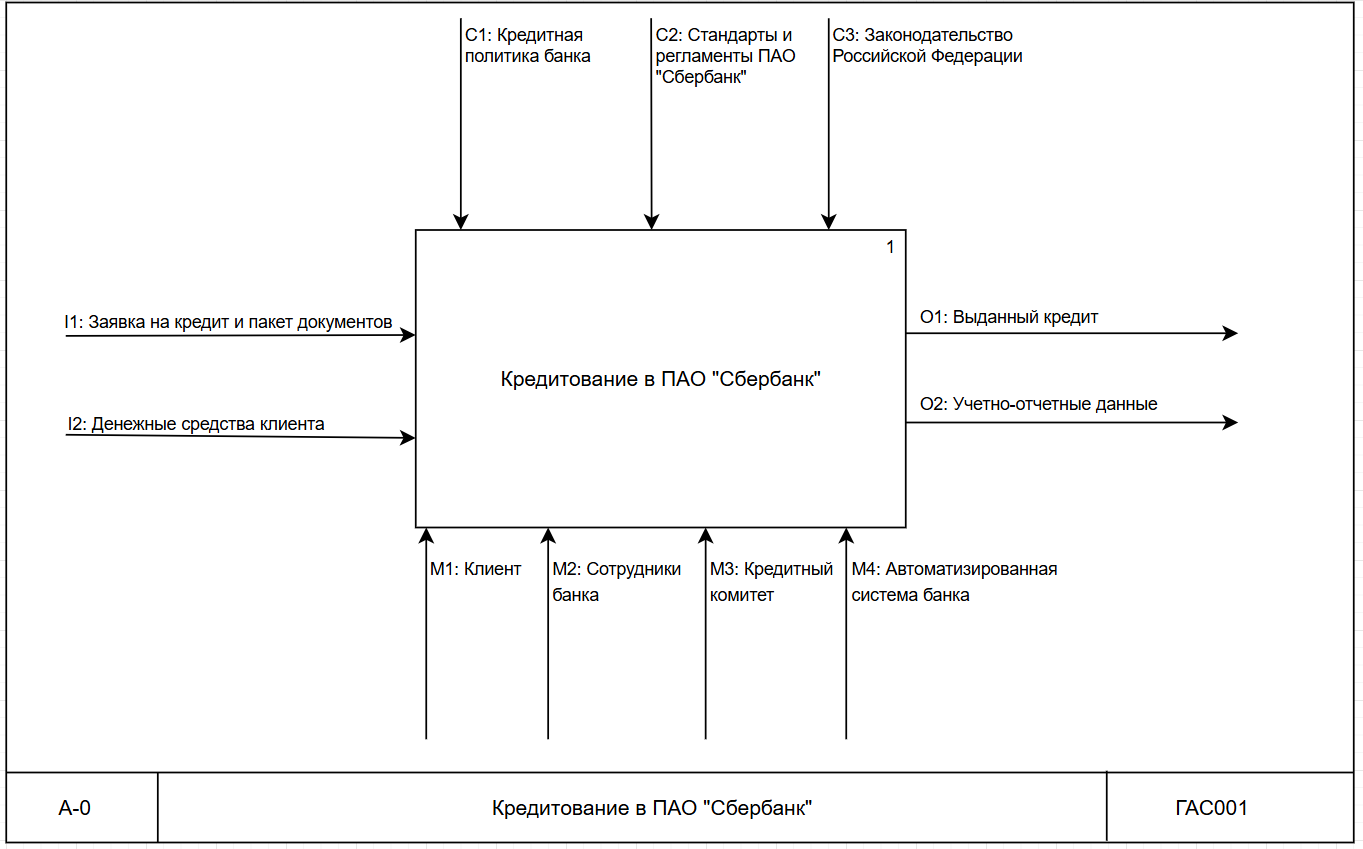 C1: Кредитная
политика банка
C2: Стандарты и
регламенты ПАО
"Сбербанк"
C3: Законодательство
Российской Федерации
1
I1: Заявка на кредит и пакет документов
I2: Денежные средства клиента
Кредитование в ПАО "Сбербанк"
O1: Выданный кредит
O2: Учетно-отчетные данные
M1: Клиент
M2: Сотрудники
банка
M3: Кредитный
комитет
M4: Автоматизированная
система банка
А-0
Кредитование в ПАО "Сбербанк"
ГАС001